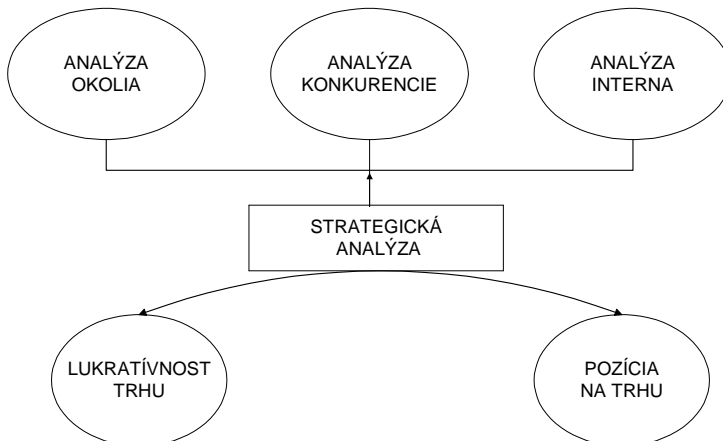 ANALÝZA
OKOLIA
ANALÝZA
KONKURENCIE
ANALÝZA
INTERNA
STRATEGICKÁ
ANALÝZA
LUKRATÍVNOST
TRHU
POZÍCIA
NA TRHU